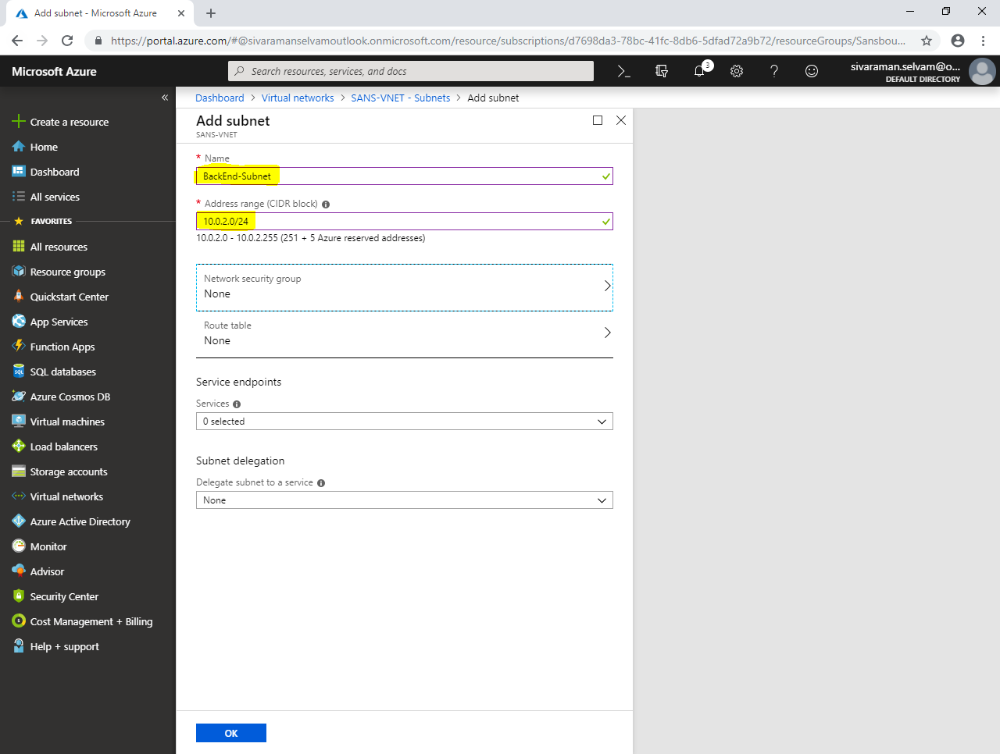 Add subnet - Microsoft Azure
https://portal.azure.com/#@sivaramanselvamoutlook.onmicrosoft.com/resource/subscriptions/d7698da3-78bc-41fc-8db6-5dfad72a9b72/resourceGroups/Sansbou...
Microsoft Azure
Search resources, services, and docs
3
sivaraman.selvam@o...
DEFAULT DIRECTORY
Dashboard > Virtual networks > SANS-VNET - Subnets > Add subnet
Create a resource
Home
Dashboard
All services
FAVORITES
All resources
Resource groups
Quickstart Center
App Services
Function Apps
SQL databases
Azure Cosmos DB
Virtual machines
Load balancers
Storage accounts
Virtual networks
Azure Active Directory
Monitor
Advisor
Security Center
Cost Management + Billing
Help + support
Add subnet
SANS-VNET
* Name
BackEnd-Subnet
* Address range (CIDR block)
10.0.2.0/24
10.0.2.0 - 10.0.2.255 (251 + 5 Azure reserved addresses)
Network security group
None
Route table
None
Service endpoints
Services
0 selected
Subnet delegation
Delegate subnet to a service
None
OK